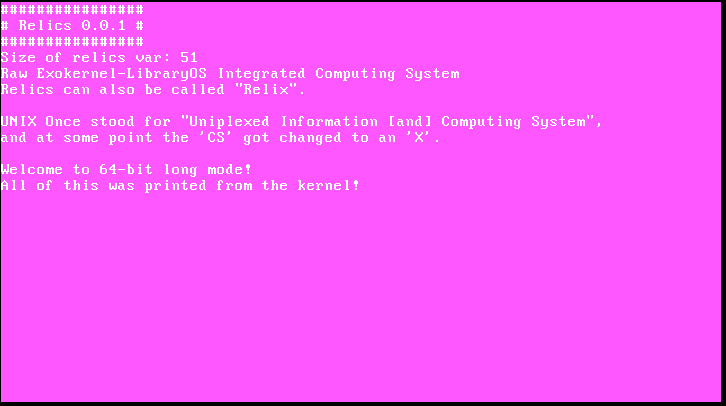 ################
# Relics 0.0.1 #
################
Size of relics var: 51
Raw Exokernel-LibraryOS Integrated Computing System
Relics can also be called "Relix".
UNIX Once stood for "Uniplexed Information [and] Computing System",
and at some point the 'CS' got changed to an 'X'.
Welcome to 64-bit long mode!
All of this was printed from the kernel!